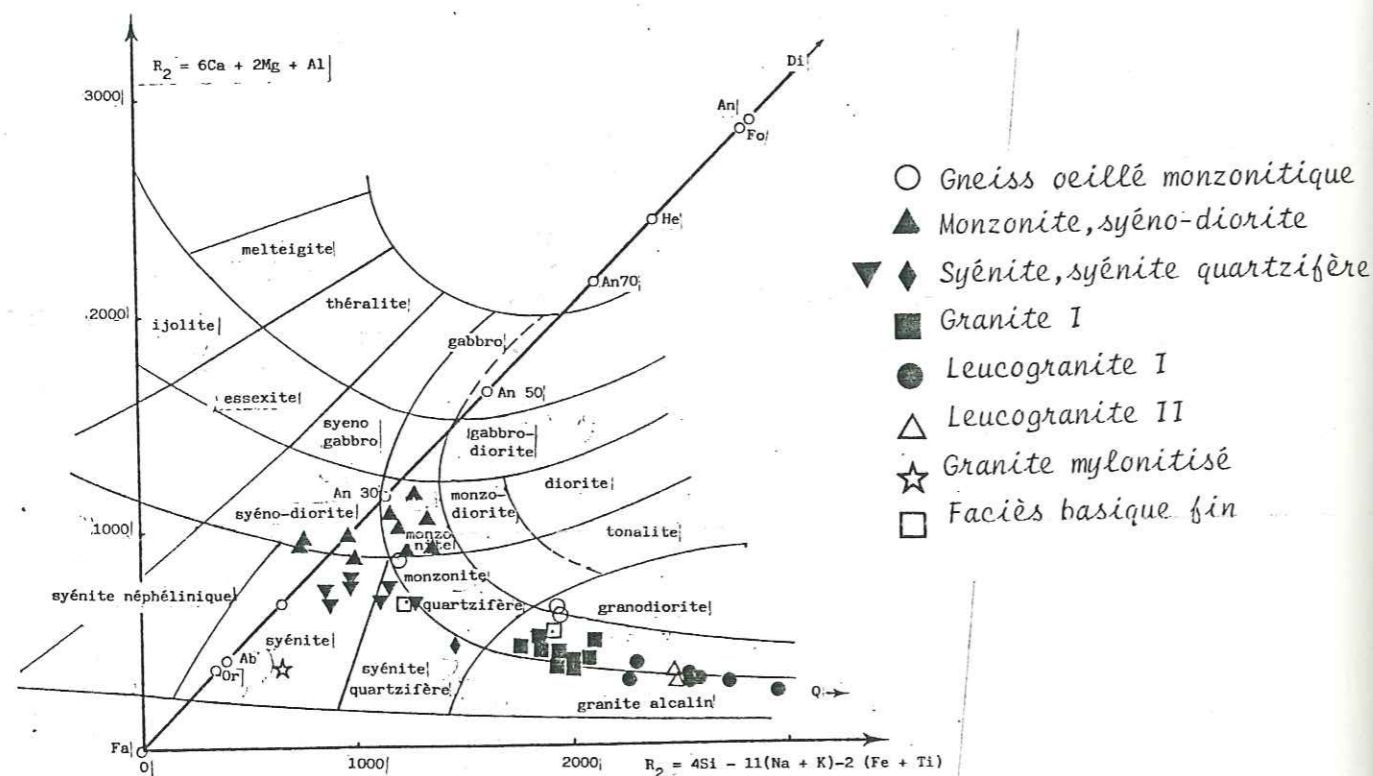 R2 = 6Ca + 2Mg + Al
3000
Di
An
Fo
He
melteigite
An70
théralite
2000
ijolite
gabbro
An 50
essexite
syeno
gabbro
gabbro-
diorite
An 30
syéno-diorite
monzo-
diorite
diorite
1000
monzo
nite
tonalite
monzonite
quartzifère
syénite néphélinique
granodiorite
syénite
Ab
Or
syénite
quartzifère
granite alcalin
Q
Fa
0
1000
2000
R2 = 4Si - 11(Na + K)-2 (Fe + Ti)
Gneiss oeillé monzonitique
Monzonite, syéno-diorite
Syénite, syénite quartzifère
Granite I
Leucogranite I
Leucogranite II
Granite mylonitisé
Faciès basique fin